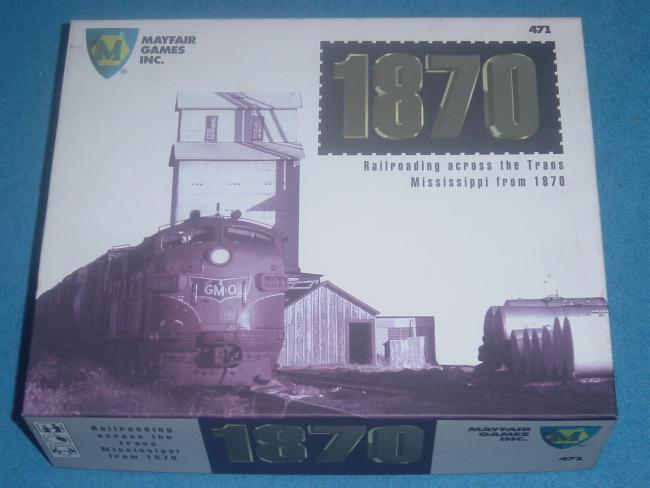 MAYFAIR
GAMES
INC.
M
®
471
1870
Railroading across the Trans
Mississippi from 1870
GM&O
Railroading
across the
Trans
Mississippi
from 1870
1870
MAYFAIR
GAMES
INC.
M
471